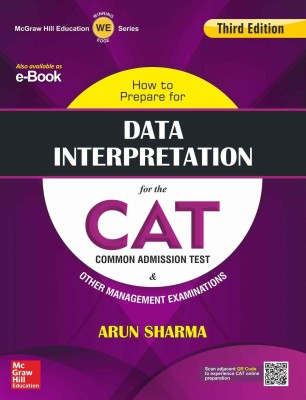 McGraw Hill Education WINNING WE EDGE Series
Third Edition
Also available as
e-Book
How to
Prepare for
DATA
INTERPRETATION
for the
CAT
COMMON ADMISSION TEST
&
OTHER MANAGEMENT EXAMINATIONS
ARUN SHARMA
Mc
Graw
Hill
Education
Scan adjacent QR Code
to experience CAT online
preparation